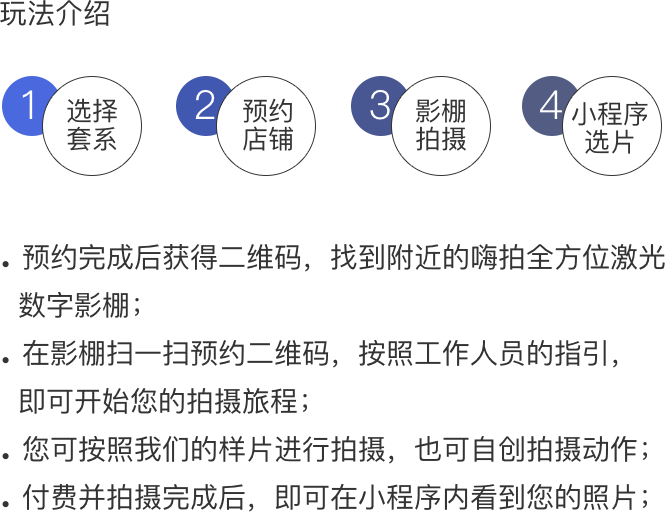 玩法介绍
1 选择套系
2 预约店铺
3 影棚拍摄
4 小程序选片
. 预约完成后获得二维码，找到附近的嗨拍全方位激光
数字影棚；
. 在影棚扫一扫预约二维码，按照工作人员的指引，
即可开始您的拍摄旅程；
. 您可按照我们的样片进行拍摄，也可自创拍摄动作；
. 付费并拍摄完成后，即可在小程序内看到您的照片；